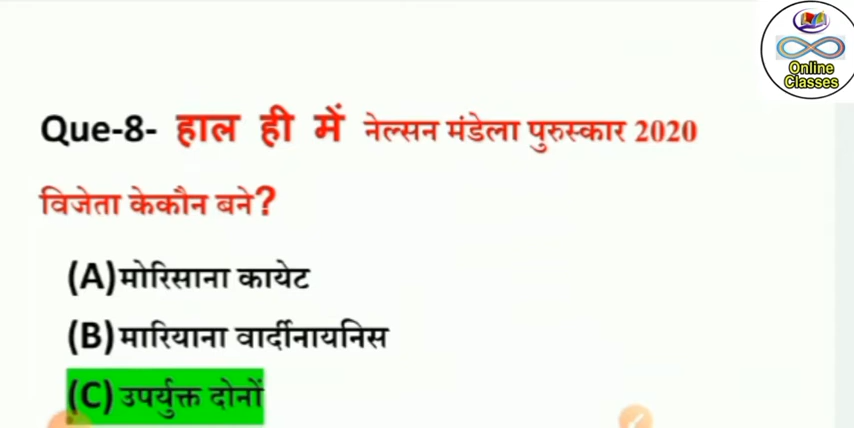 Online
Classes
Que-8- हाल ही में नेल्सन मंडेला पुरुस्कार 2020
विजेता केकौन बने?
(A)मोरिसाना कायेट
(B)मारियाना वार्दीनायनिस
(C)उपर्युक्त दोनों